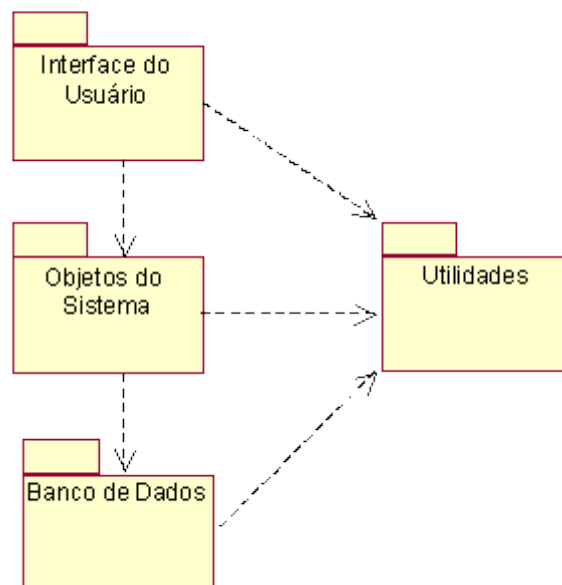 Interface do
Usuário
Objetos do
Sistema
Utilidades
Banco de Dados